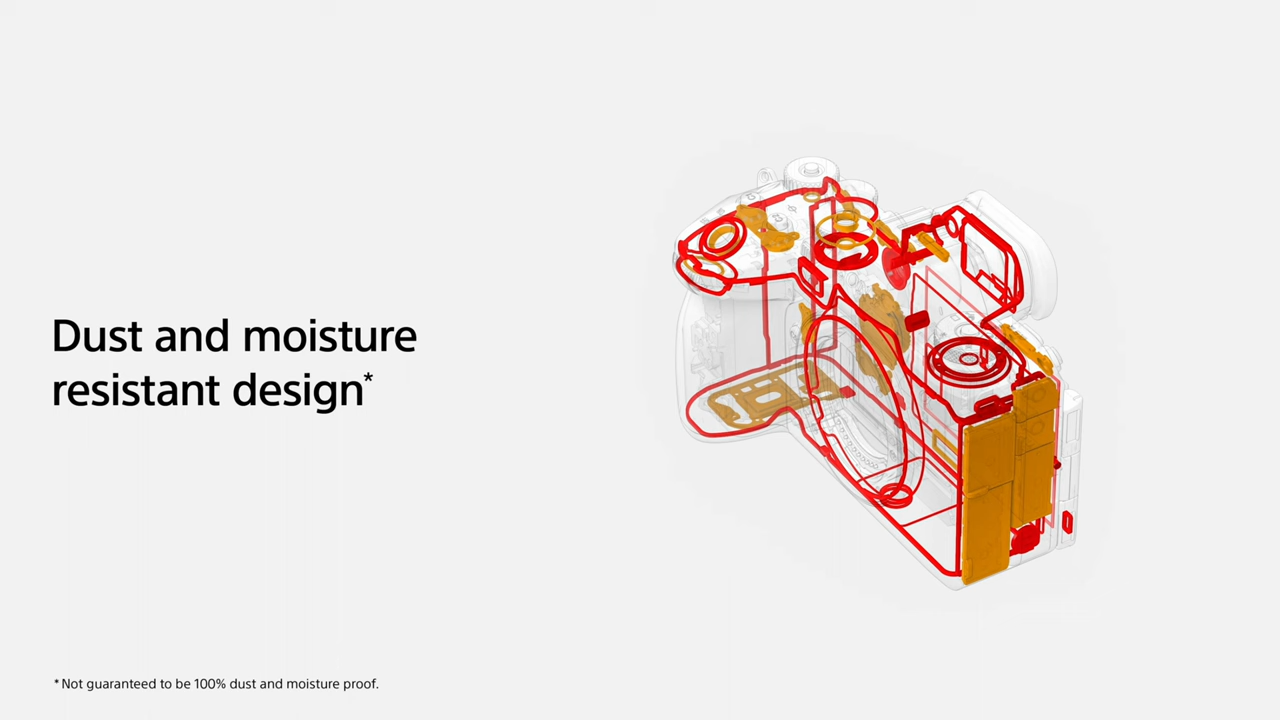 Dust and moisture
resistant design*
*Not guaranteed to be 100% dust and moisture proof.